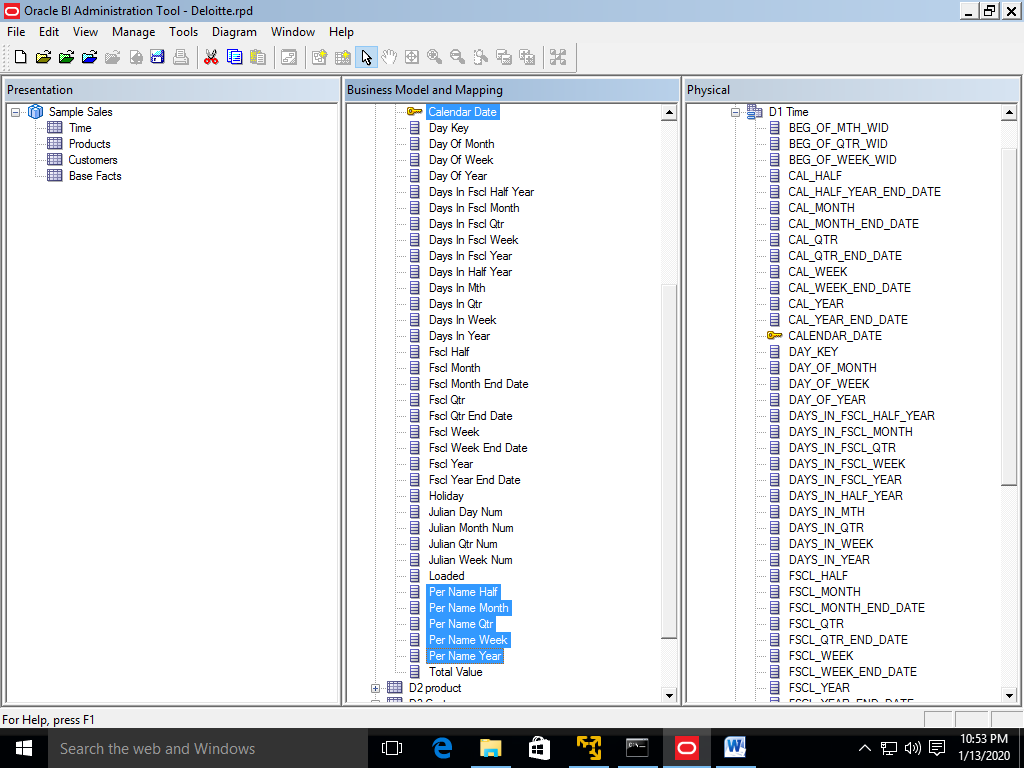 Oracle BI Administration Tool - Deloitte.rpd
File Edit View Manage Tools Diagram Window Help
Presentation
Sample Sales
Time
Products
Customers
Base Facts
Business Model and Mapping
Calendar Date
Day Key
Day Of Month
Day Of Week
Day Of Year
Days In Fscl Half Year
Days In Fscl Month
Days In Fscl Qtr
Days In Fscl Week
Days In Fscl Year
Days In Half Year
Days In Mth
Days In Qtr
Days In Week
Days In Year
Fscl Half
Fscl Month
Fscl Month End Date
Fscl Qtr
Fscl Qtr End Date
Fscl Week
Fscl Week End Date
Fscl Year
Fscl Year End Date
Holiday
Julian Day Num
Julian Month Num
Julian Qtr Num
Julian Week Num
Loaded
Per Name Half
Per Name Month
Per Name Qtr
Per Name Week
Per Name Year
Total Value
D2 product
Physical
D1 Time
BEG_OF_MTH_WID
BEG_OF_QTR_WID
BEG_OF_WEEK_WID
CAL_HALF
CAL_HALF_YEAR_END_DATE
CAL_MONTH
CAL_MONTH_END_DATE
CAL_QTR
CAL_QTR_END_DATE
CAL_WEEK
CAL_WEEK_END_DATE
CAL_YEAR
CAL_YEAR_END_DATE
CALENDAR_DATE
DAY_KEY
DAY_OF_MONTH
DAY_OF_WEEK
DAY_OF_YEAR
DAYS_IN_FSCL_HALF_YEAR
DAYS_IN_FSCL_MONTH
DAYS_IN_FSCL_QTR
DAYS_IN_FSCL_WEEK
DAYS_IN_FSCL_YEAR
DAYS_IN_HALF_YEAR
DAYS_IN_MTH
DAYS_IN_QTR
DAYS_IN_WEEK
DAYS_IN_YEAR
FSCL_HALF
FSCL_MONTH
FSCL_MONTH_END_DATE
FSCL_QTR
FSCL_QTR_END_DATE
FSCL_WEEK
FSCL_WEEK_END_DATE
FSCL_YEAR
For Help, press F1
Search the web and Windows
10:53 PM
1/13/2020